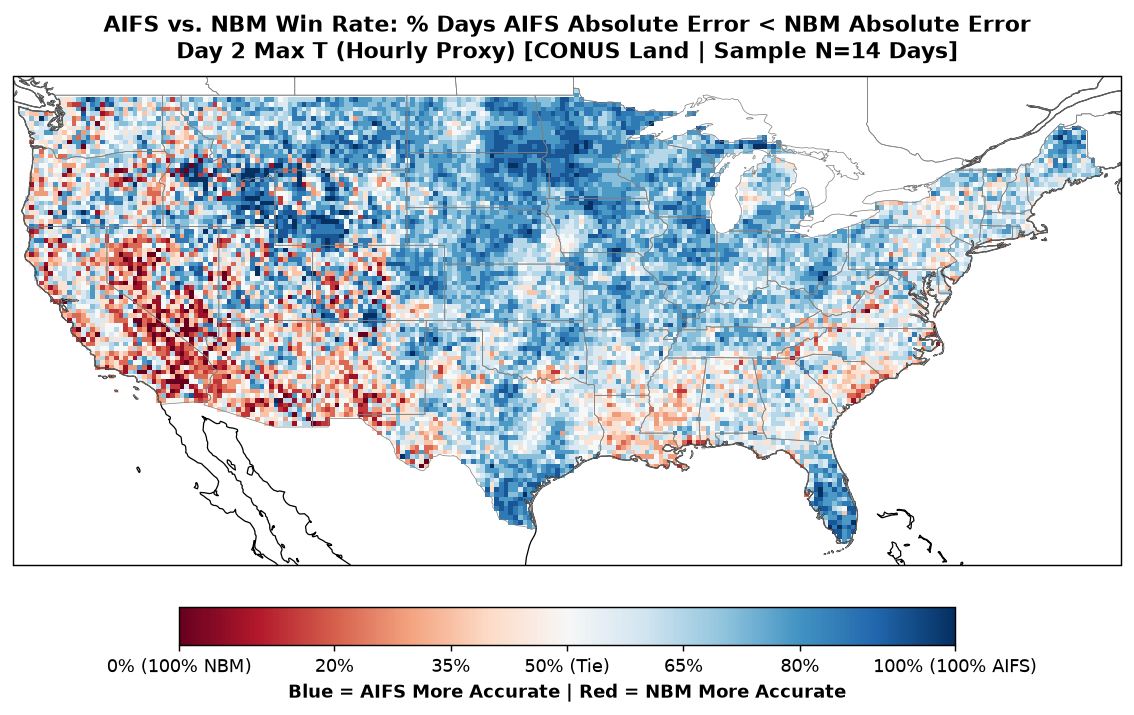 AIFS vs. NBM Win Rate: % Days AIFS Absolute Error < NBM Absolute Error
Day 2 Max T (Hourly Proxy) [CONUS Land | Sample N=14 Days]
0% (100% NBM) 20% 35% 50% (Tie) 65% 80% 100% (100% AIFS)
Blue = AIFS More Accurate | Red = NBM More Accurate